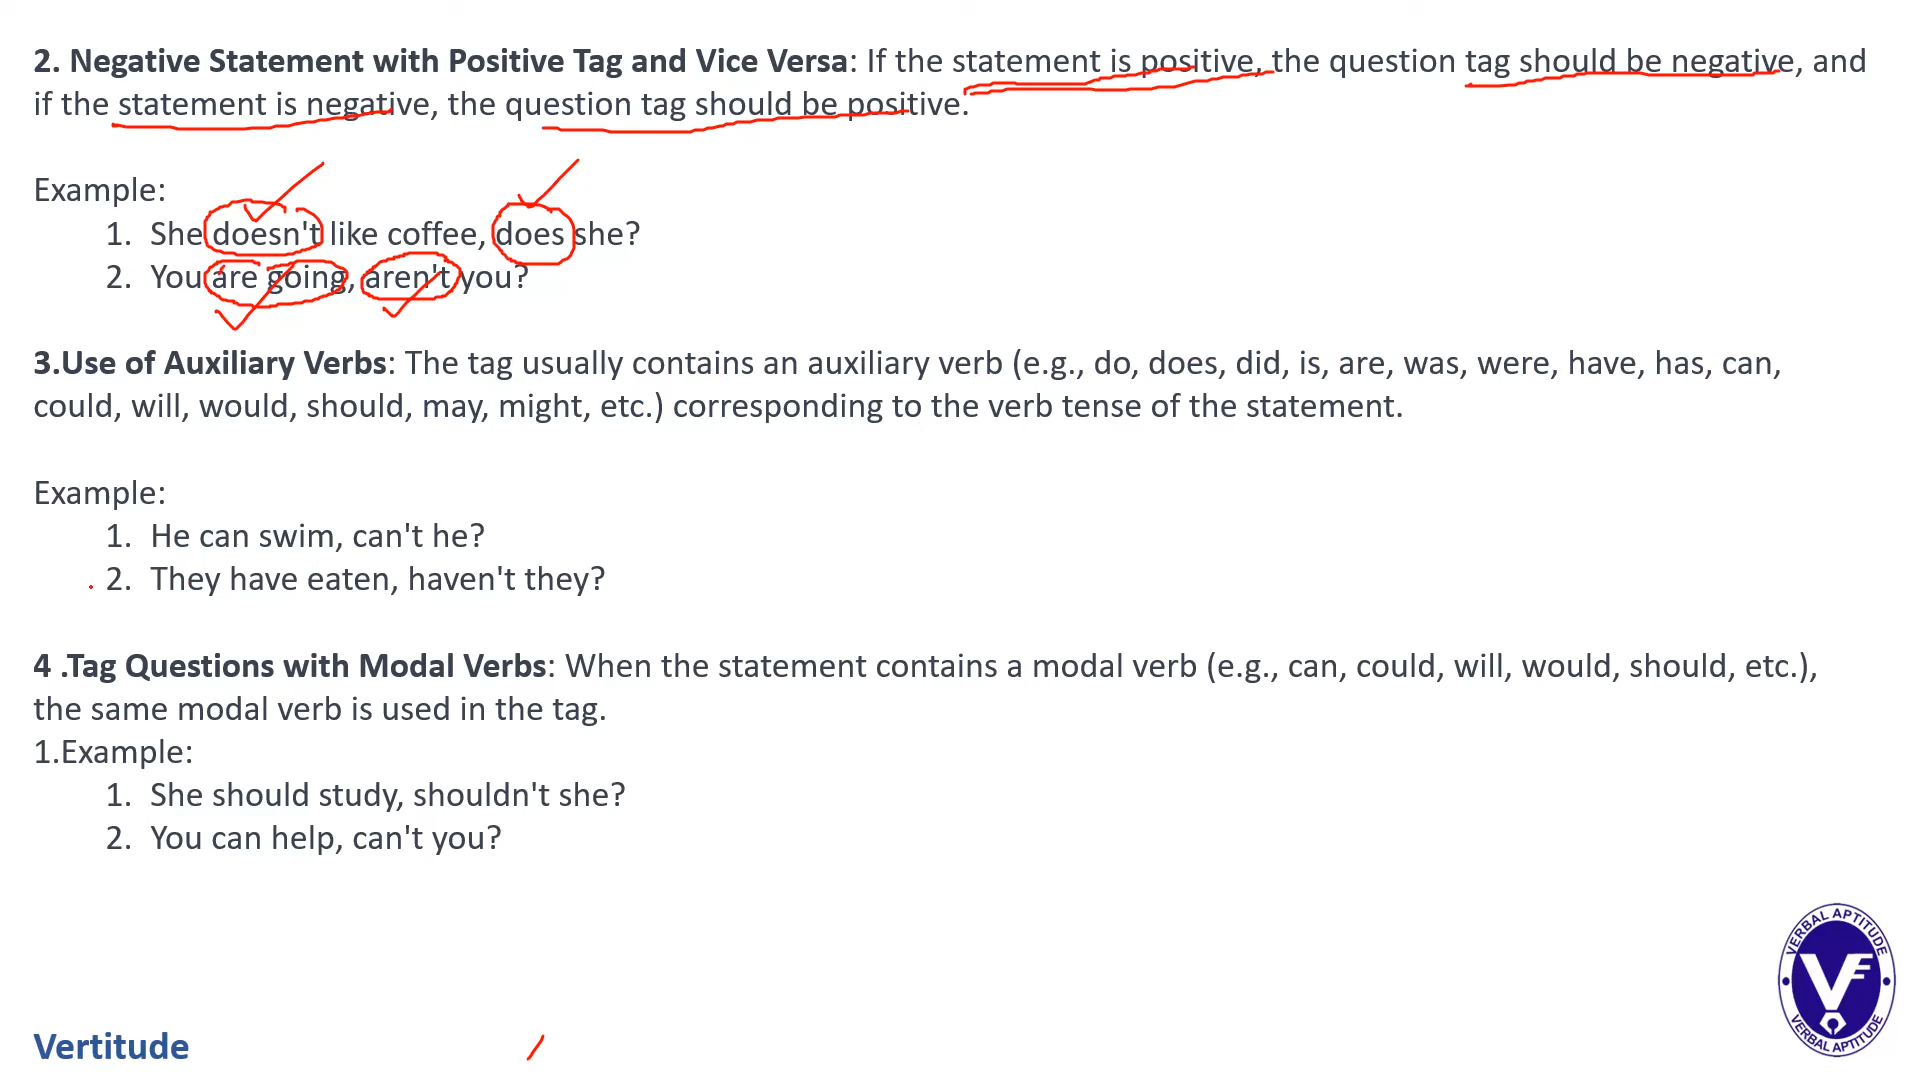 2. Negative Statement with Positive Tag and Vice Versa: If the statement is positive, the question tag should be negative, and
if the statement is negative, the question tag should be positive.
Example:
1. She doesn't like coffee, does she?
2. You are going, aren't you?
3.Use of Auxiliary Verbs: The tag usually contains an auxiliary verb (e.g., do, does, did, is, are, was, were, have, has, can,
could, will, would, should, may, might, etc.) corresponding to the verb tense of the statement.
Example:
1. He can swim, can't he?
2. They have eaten, haven't they?
4 .Tag Questions with Modal Verbs: When the statement contains a modal verb (e.g., can, could, will, would, should, etc.),
the same modal verb is used in the tag.
1.Example:
1. She should study, shouldn't she?
2. You can help, can't you?
VERBAL APTITUDE
VERBAL APTITUDE
Vertitude